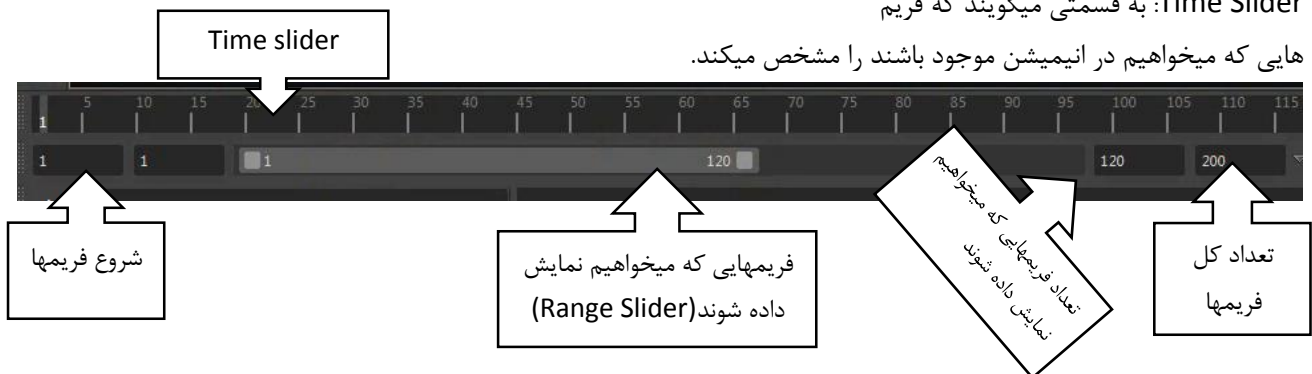 Time Slider: به قسمتی میگویند که فریم
هایی که میخواهیم در انیمیشن موجود باشند را مشخص میکند.
Time slider
5 10 15 20 25 30 35 40 45 50 55 60 65 70 75 80 85 90 95 100 105 110 115
1
1 1 1 120 120 200
شروع فریمها
فریمهایی که میخواهیم نمایش
داده شوند(Range Slider)
تعداد فریمهایی که میخواهیم
نمایش داده شوند
تعداد کل
فریمها